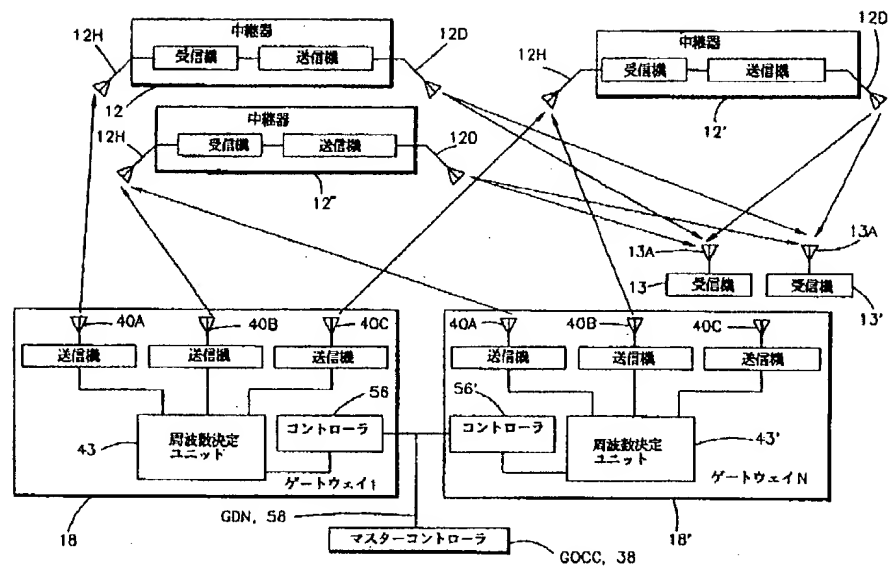 12H
中継器
12D
受信機
送信機
12
中継器
12H
12D
受信機
送信機
12"
12H
中継器
12D
受信機
送信機
12'
13A
13A
13
受信機
受信機
13'
40A
40B
40C
送信機
送信機
送信機
56
43
周波数決定
ユニット
コントローラ
ゲートウェイ1
18
40A
40B
40C
送信機
送信機
送信機
56'
コントローラ
周波数決定
ユニット
43'
ゲートウェイN
18'
GDN, 58
マスターコントローラ
GOCC, 38